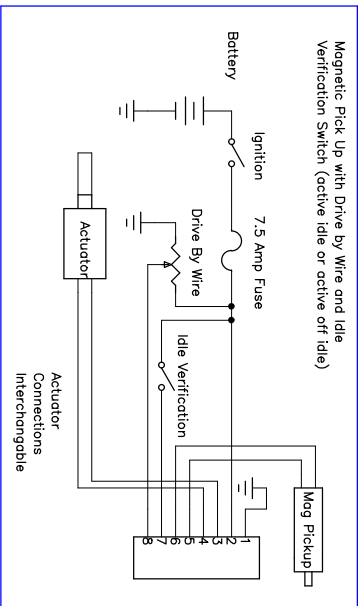 Magnetic Pick Up with Drive by Wire and Idle
Verification Switch (active idle or active off idle)
Battery
Ignition
7.5 Amp Fuse
Drive By Wire
Idle Verification
Actuator
Mag Pickup
1
2
3
4
5
6
7
8
Actuator
Connections
Interchangable